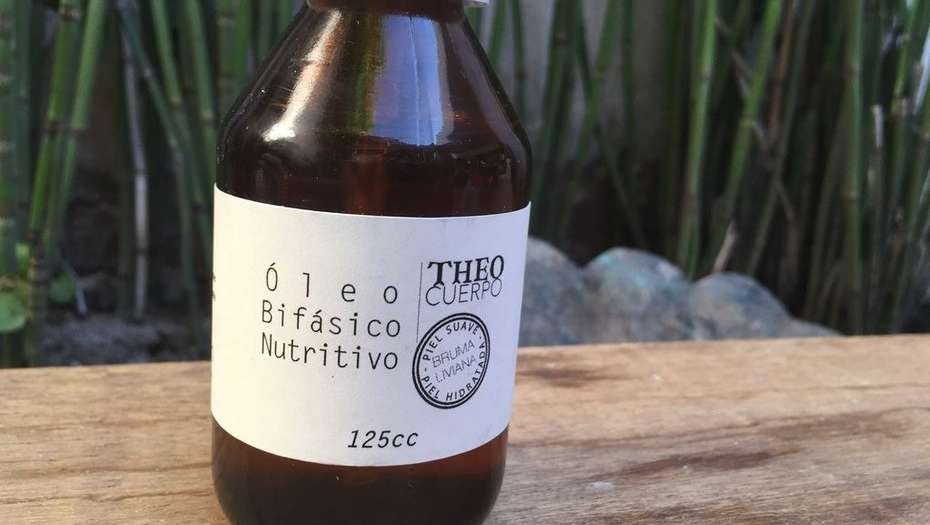 Óleo
Bifásico
Nutritivo
THEO
CUERPO
PIEL SUAVE
BRUMA
LIVIANA
PIEL HIDRATADA
125cc